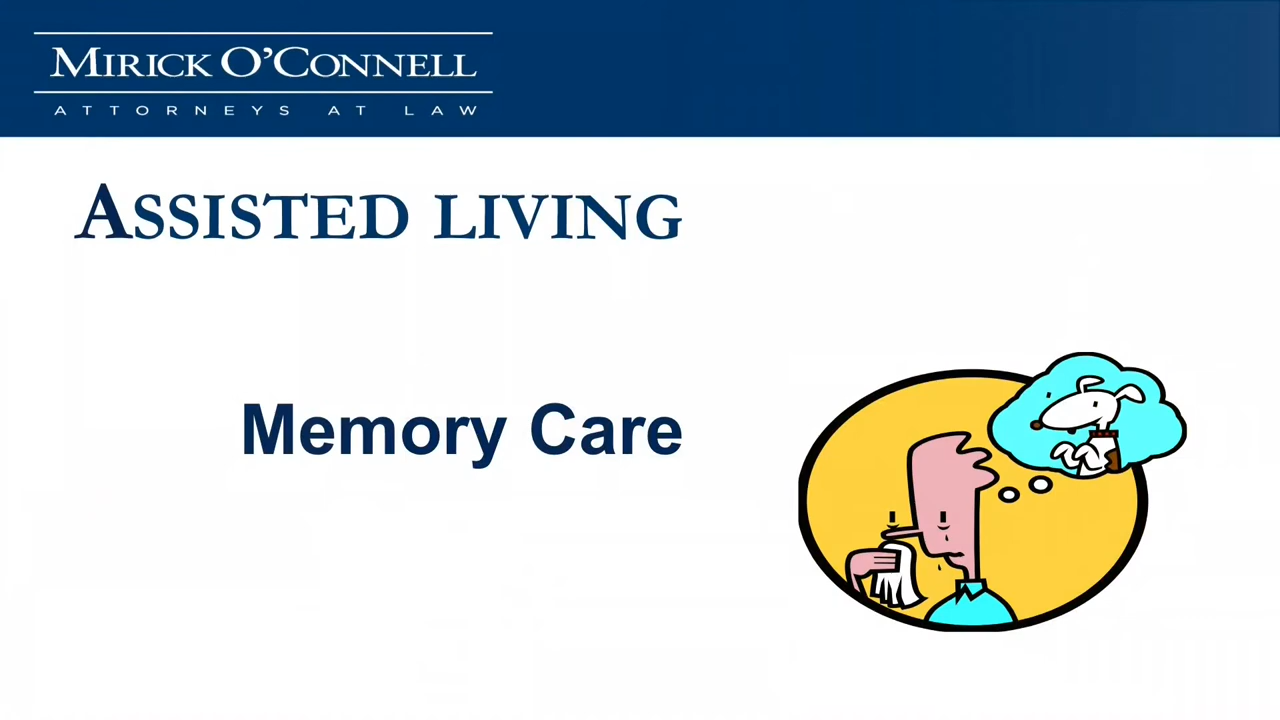 MIRICK O'CONNELL
ATTORNEYS AT LAW
ASSISTED LIVING
Memory Care